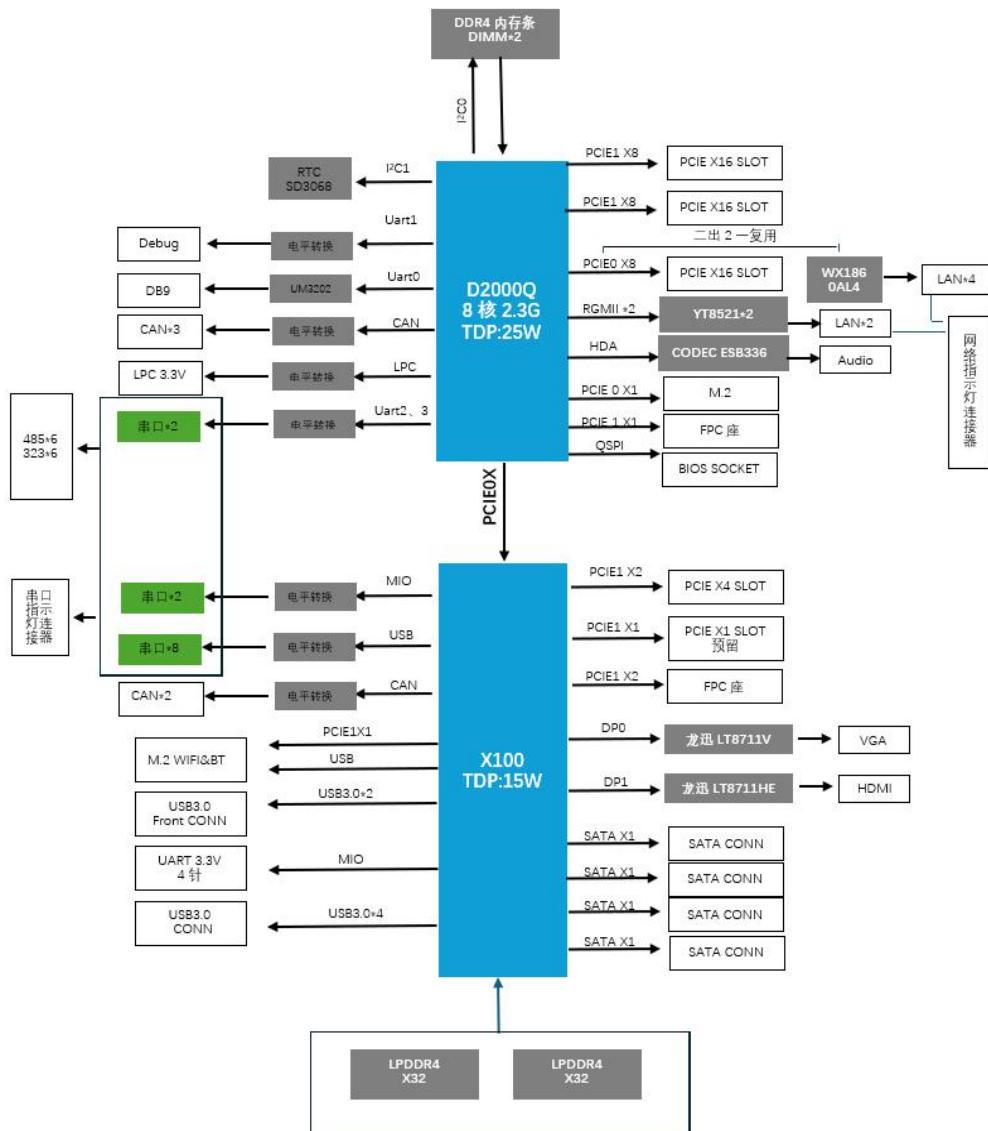 DDR4 内存条
DIMM*2
I²C0
RTC
SD3068
I²C1
Debug
电平转换
Uart1
DB9
UM3202
Uart0
CAN*3
电平转换
CAN
LPC 3.3V
电平转换
LPC
串口*2
电平转换
Uart2、3
485*6
323*6
D2000Q
8 核 2.3G
TDP:25W
PCIE1 X8
PCIE X16 SLOT
PCIE1 X8
PCIE X16 SLOT
二出 2 一复用
PCIE0 X8
PCIE X16 SLOT
WX186
0AL4
LAN*4
RGMII *2
YT8521*2
LAN*2
HDA
CODEC ESB336
Audio
PCIE 0 X1
M.2
PCIE 1 X1
FPC 座
QSPI
BIOS SOCKET
网络指示灯连接器
PCIE0X
串口
指示
灯连
接器
串口*2
电平转换
MIO
串口*8
电平转换
USB
CAN*2
电平转换
CAN
M.2 WIFI&BT
PCIE1X1
USB
USB3.0
Front CONN
USB3.0*2
UART 3.3V
4 针
MIO
USB3.0
CONN
USB3.0*4
X100
TDP:15W
PCIE1 X2
PCIE X4 SLOT
PCIE1 X1
PCIE X1 SLOT
预留
PCIE1 X2
FPC 座
DP0
龙迅 LT8711V
VGA
DP1
龙迅 LT8711HE
HDMI
SATA X1
SATA CONN
SATA X1
SATA CONN
SATA X1
SATA CONN
SATA X1
SATA CONN
LPDDR4
X32
LPDDR4
X32